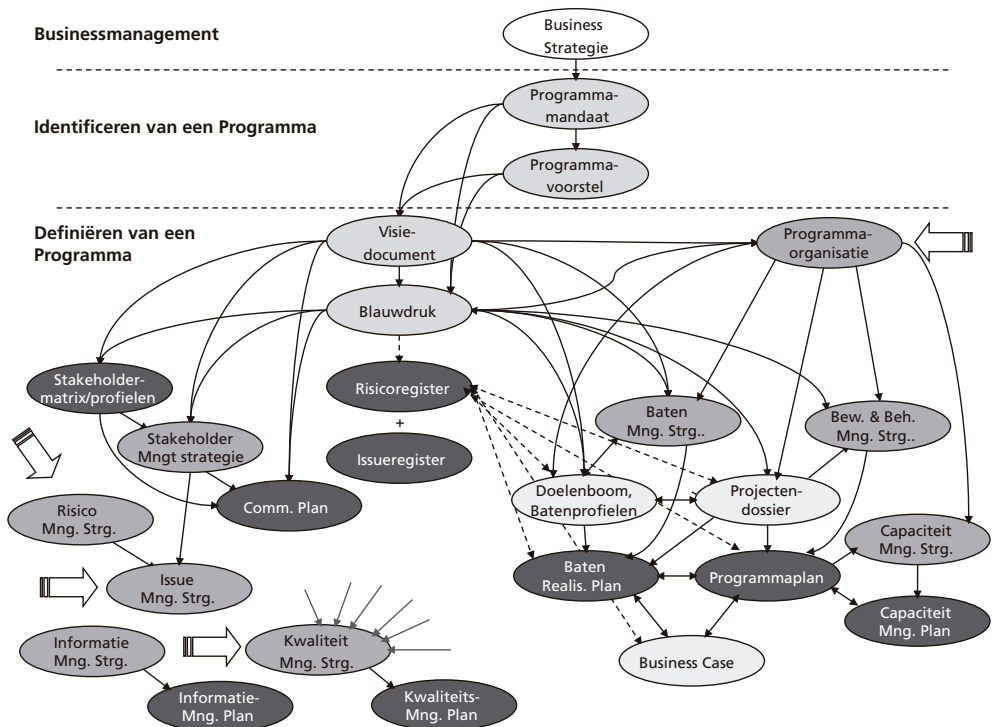 Businessmanagement
Business
Strategie
Identificeren van een Programma
Programma-
mandaat
Programma-
voorstel
Definiëren van een
Programma
Visie-
document
Programma-
organisatie
Blauwdruk
Stakeholder-
matrix/profielen
Risicoregister
+
Issueregister
Baten
Mng. Strg..
Bew. & Beh.
Mng. Strg..
Stakeholder
Mngt strategie
Comm. Plan
Doelenboom,
Batenprofielen
Projecten-
dossier
Risico
Mng. Strg.
Capaciteit
Mng. Strg.
Issue
Mng. Strg.
Baten
Realis. Plan
Programmaplan
Capaciteit
Mng. Plan
Informatie
Mng. Strg.
Kwaliteit
Mng. Strg.
Business Case
Informatie-
Mng. Plan
Kwaliteits-
Mng. Plan